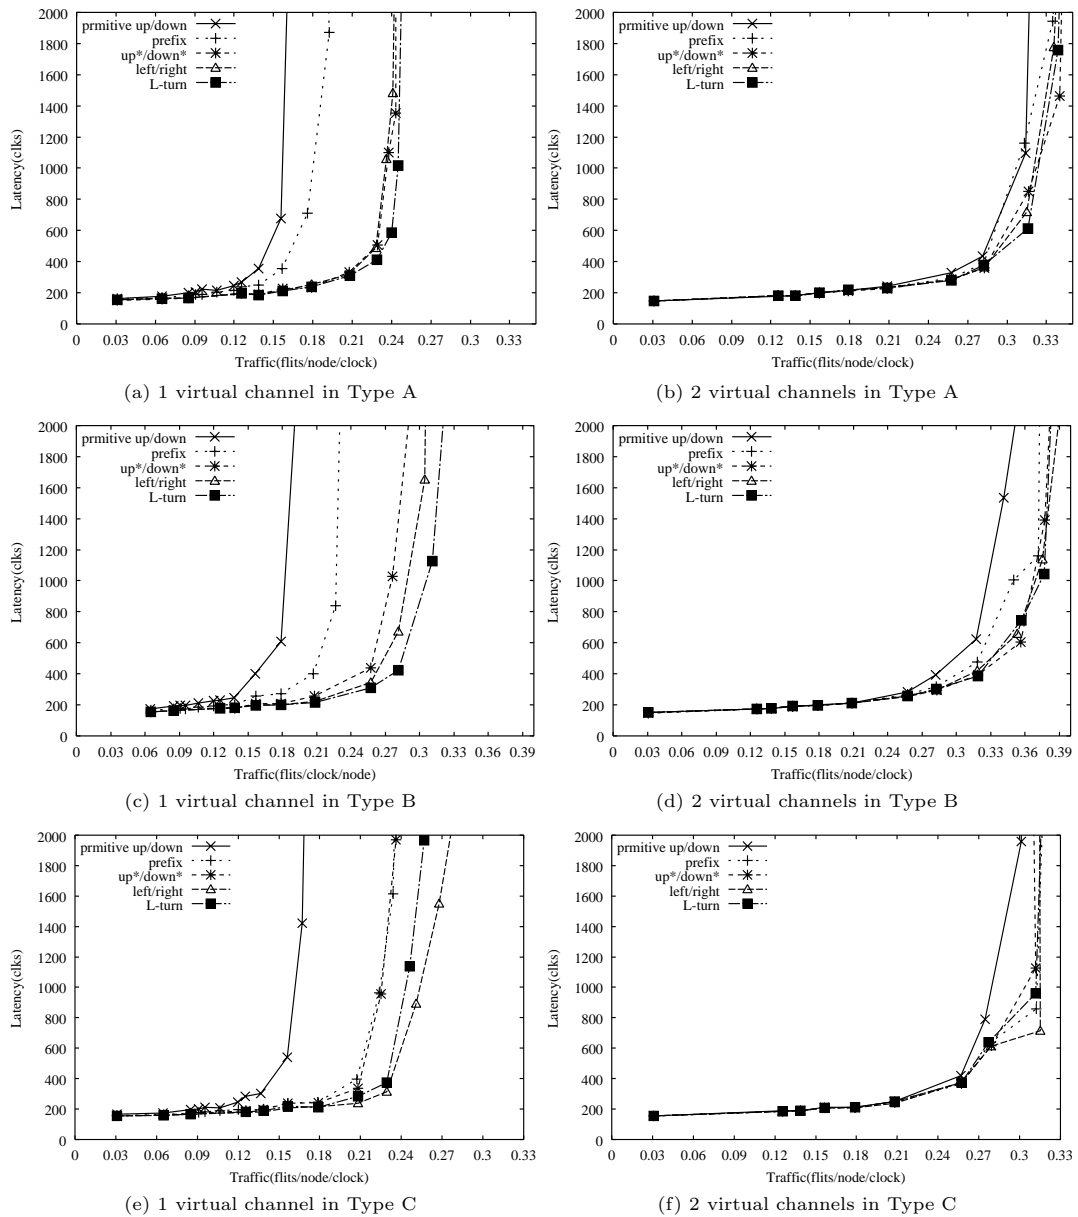 2000
1800
1600
1400
1200
1000
800
600
400
200
0
Latency(clks)
prmitive up/down
prefix
up*/down*
left/right
L-turn
0 0.03 0.06 0.09 0.12 0.15 0.18 0.21 0.24 0.27 0.3 0.33
Traffic(flits/node/clock)
(a) 1 virtual channel in Type A
2000
1800
1600
1400
1200
1000
800
600
400
200
0
Latency(clks)
prmitive up/down
prefix
up*/down*
left/right
L-turn
0 0.03 0.06 0.09 0.12 0.15 0.18 0.21 0.24 0.27 0.3 0.33
Traffic(flits/node/clock)
(b) 2 virtual channels in Type A
2000
1800
1600
1400
1200
1000
800
600
400
200
0
Latency(clks)
prmitive up/down
prefix
up*/down*
left/right
L-turn
0 0.03 0.06 0.09 0.12 0.15 0.18 0.21 0.24 0.27 0.3 0.33 0.36 0.39
Traffic(flits/clock/node)
(c) 1 virtual channel in Type B
2000
1800
1600
1400
1200
1000
800
600
400
200
0
Latency(clks)
prmitive up/down
prefix
up*/down*
left/right
L-turn
0 0.03 0.06 0.09 0.12 0.15 0.18 0.21 0.24 0.27 0.3 0.33 0.36 0.39
Traffic(flits/node/clock)
(d) 2 virtual channels in Type B
2000
1800
1600
1400
1200
1000
800
600
400
200
0
Latency(clks)
prmitive up/down
prefix
up*/down*
left/right
L-turn
0 0.03 0.06 0.09 0.12 0.15 0.18 0.21 0.24 0.27 0.3 0.33
Traffic(flits/node/clock)
(e) 1 virtual channel in Type C
2000
1800
1600
1400
1200
1000
800
600
400
200
0
Latency(clks)
prmitive up/down
prefix
up*/down*
left/right
L-turn
0 0.03 0.06 0.09 0.12 0.15 0.18 0.21 0.24 0.27 0.3 0.33
Traffic(flits/node/clock)
(f) 2 virtual channels in Type C